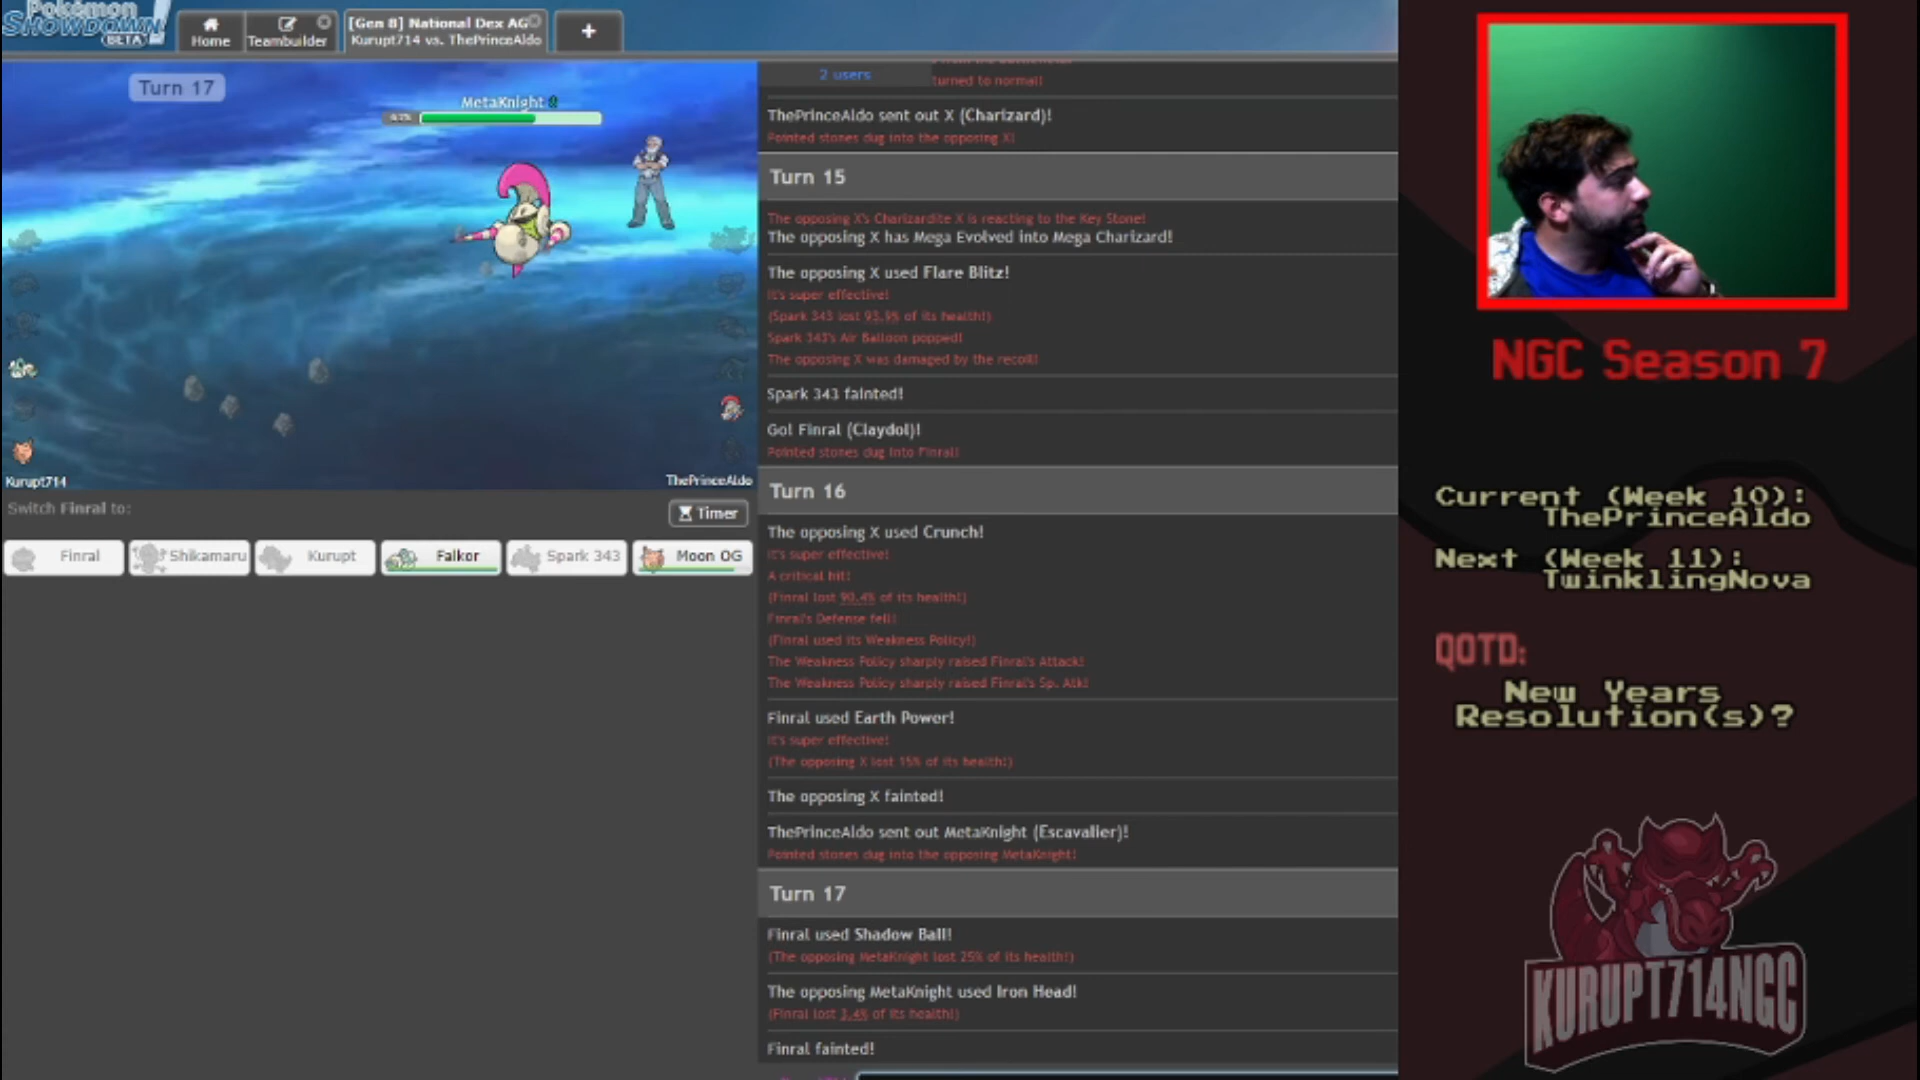 Pokémon
SHOWDOWN!
BETA
Home
Teambuilder
[Gen 8] National Dex AG
Kurupt714 vs. ThePrinceAldo
+
Turn 17
MetaKnight
Kurupt714
ThePrinceAldo
Switch Finral to:
Timer
Finral
Shikamaru
Kurupt
Falkor
Spark 343
Moon OG
2 users
turned to normal!
ThePrinceAldo sent out X (Charizard)!
Pointed stones dug into the opposing X!
Turn 15
The opposing X's Charizardite X is reacting to the Key Stone!
The opposing X has Mega Evolved into Mega Charizard!
The opposing X used Flare Blitz!
It's super effective!
(Spark 343 lost 93.9% of its health!)
Spark 343's Air Balloon popped!
The opposing X was damaged by the recoil!
Spark 343 fainted!
Go! Finral (Claydol)!
Pointed stones dug into Finral!
Turn 16
The opposing X used Crunch!
It's super effective!
A critical hit!
(Finral lost 90.4% of its health!)
Finral's Defense fell!
(Finral used its Weakness Policy!)
The Weakness Policy sharply raised Finral's Attack!
The Weakness Policy sharply raised Finral's Sp. Atk!
Finral used Earth Power!
It's super effective!
(The opposing X lost 15% of its health!)
The opposing X fainted!
ThePrinceAldo sent out MetaKnight (Escavalier)!
Pointed stones dug into the opposing MetaKnight!
Turn 17
Finral used Shadow Ball!
(The opposing MetaKnight lost 25% of its health!)
The opposing MetaKnight used Iron Head!
(Finral lost 3.4% of its health!)
Finral fainted!
NGC Season 7
Current (Week 10):
ThePrinceAldo
Next (Week 11):
TwinklingNova
QOTD:
New Years
Resolution(s)?
KURUPT714NGC